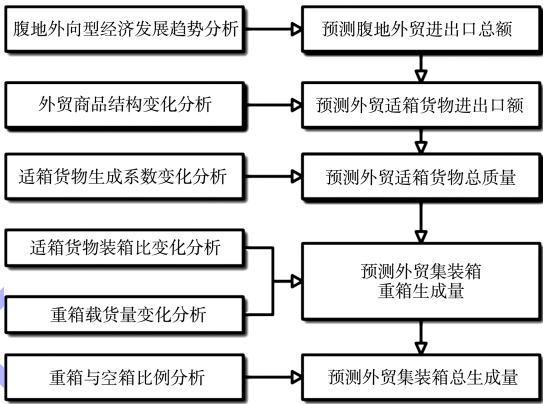 腹地外向型经济发展趋势分析
预测腹地外贸进出口总额
外贸商品结构变化分析
预测外贸适箱货物进出口额
适箱货物生成系数变化分析
预测外贸适箱货物总质量
适箱货物装箱比变化分析
重箱载货量变化分析
预测外贸集装箱
重箱生成量
重箱与空箱比例分析
预测外贸集装箱总生成量